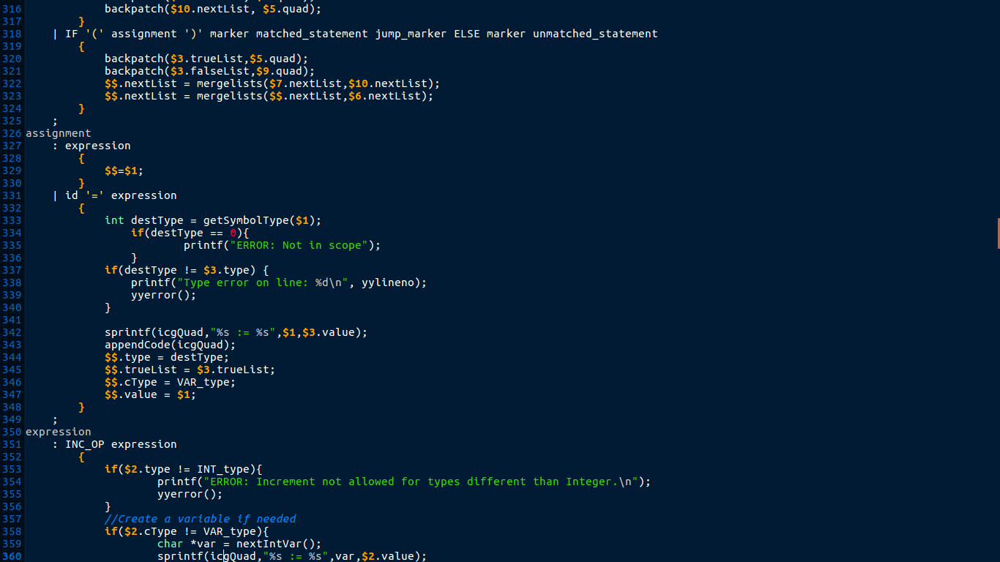 316 backpatch($10.nextList, $5.quad);
317 }
318 | IF '(' assignment ')' marker matched_statement jump_marker ELSE marker unmatched_statement
319 {
320 backpatch($3.trueList,$5.quad);
321 backpatch($3.falseList,$9.quad);
322 $$.nextList = mergelists($7.nextList,$10.nextList);
323 $$.nextList = mergelists($$.nextList,$6.nextList);
324 }
325 ;
326 assignment
327 : expression
328 {
329 $$=$1;
330 }
331 | id '=' expression
332 {
333 int destType = getSymbolType($1);
334 if(destType == 0){
335 printf("ERROR: Not in scope");
336 }
337 if(destType != $3.type) {
338 printf("Type error on line: %d\n", yylineno);
339 yyerror();
340 }
341
342 sprintf(icgQuad,"%s := %s",$1,$3.value);
343 appendCode(icgQuad);
344 $$.type = destType;
345 $$.trueList = $3.trueList;
346 $$.cType = VAR_type;
347 $$.value = $1;
348 }
349 ;
350 expression
351 : INC_OP expression
352 {
353 if($2.type != INT_type){
354 printf("ERROR: Increment not allowed for types different than Integer.\n");
355 yyerror();
356 }
357 //Create a variable if needed
358 if($2.cType != VAR_type){
359 char *var = nextIntVar();
360 sprintf(icgQuad,"%s := %s",var,$2.value);